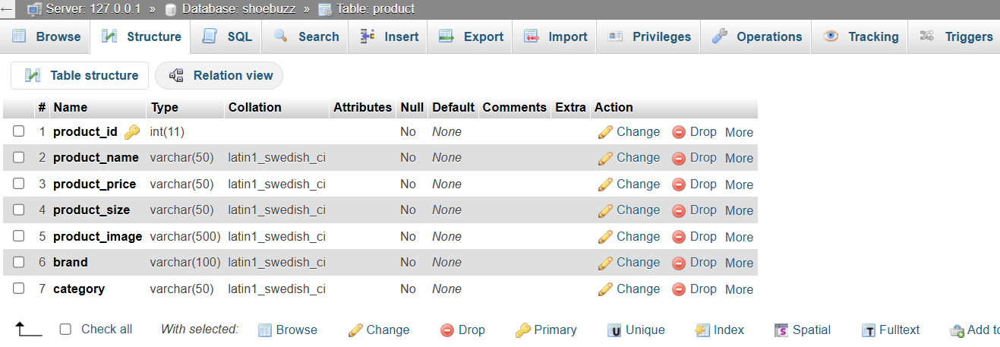 ← Server: 127.0.0.1 » Database: shoebuzz » Table: product
Browse Structure SQL Search Insert Export Import Privileges Operations Tracking Triggers
Table structure Relation view
# Name Type Collation Attributes Null Default Comments Extra Action
1 product_id int(11) No None Change Drop More
2 product_name varchar(50) latin1_swedish_ci No None Change Drop More
3 product_price varchar(50) latin1_swedish_ci No None Change Drop More
4 product_size varchar(50) latin1_swedish_ci No None Change Drop More
5 product_image varchar(500) latin1_swedish_ci No None Change Drop More
6 brand varchar(100) latin1_swedish_ci No None Change Drop More
7 category varchar(50) latin1_swedish_ci No None Change Drop More
Check all With selected: Browse Change Drop Primary U Unique Index S Spatial T Fulltext Add to